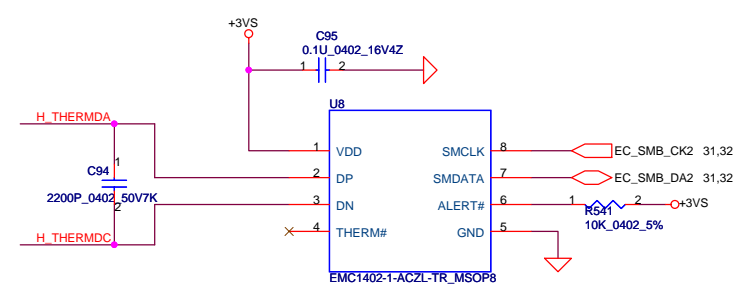 +3VS
C95
0.1U_0402_16V4Z
1 2
U8
H_THERMDA
1 VDD SMCLK 8 EC_SMB_CK2 31,32
1
C94
2 DP SMDATA 7 EC_SMB_DA2 31,32
2200P_0402_50V7K
2
3 DN ALERT# 6 1 2 +3VS
R541
10K_0402_5%
H_THERMDC
4 THERM# GND 5
EMC1402-1-ACZL-TR_MSOP8